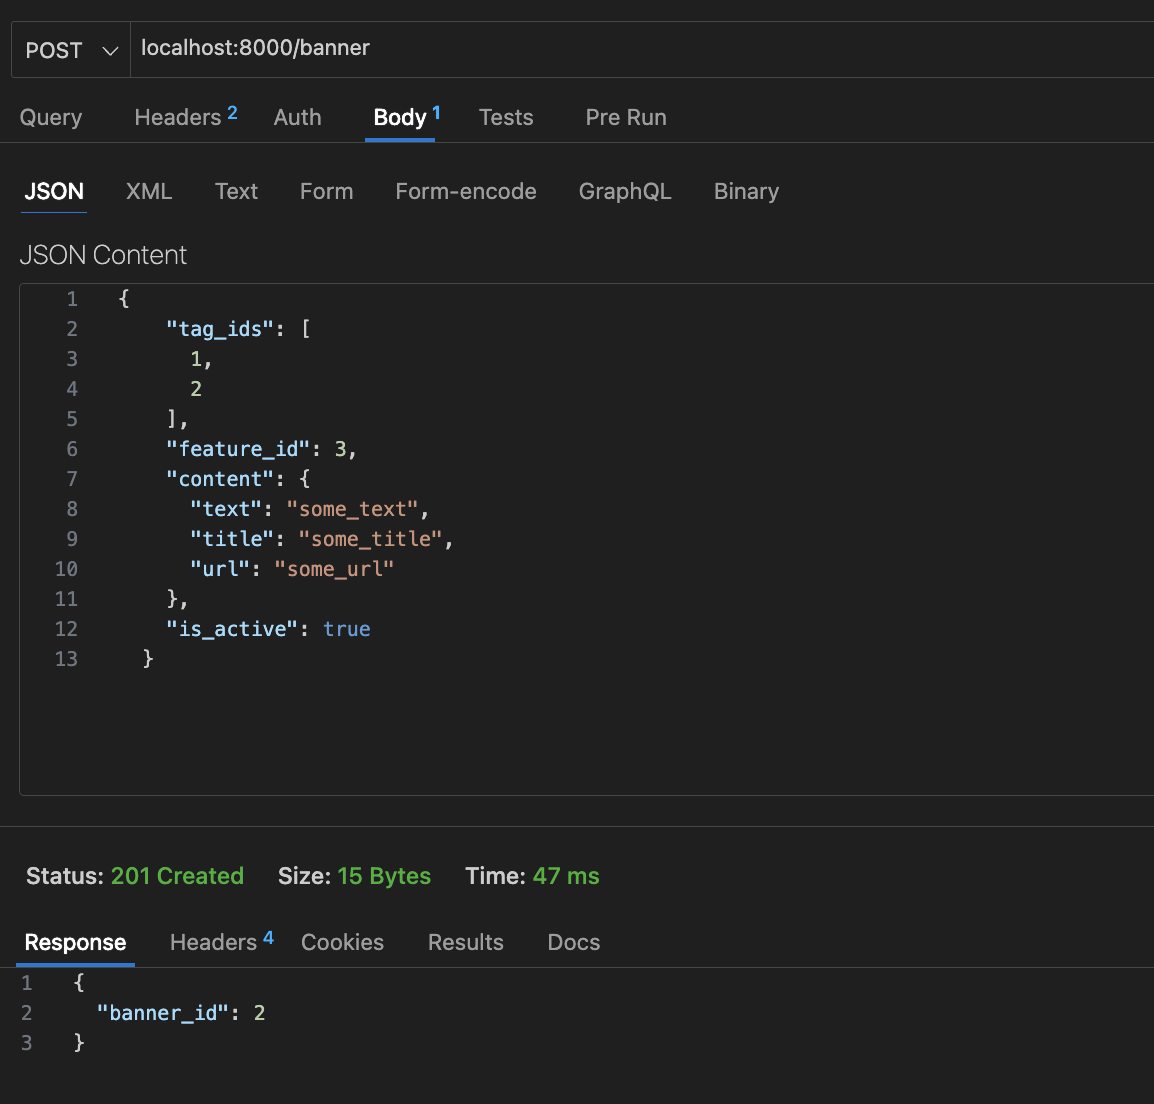 POST localhost:8000/banner
Query Headers 2 Auth Body 1 Tests Pre Run
JSON XML Text Form Form-encode GraphQL Binary
JSON Content
1 {
2 "tag_ids": [
3 1,
4 2
5 ],
6 "feature_id": 3,
7 "content": {
8 "text": "some_text",
9 "title": "some_title",
10 "url": "some_url"
11 },
12 "is_active": true
13 }
Status: 201 Created Size: 15 Bytes Time: 47 ms
Response Headers 4 Cookies Results Docs
1 {
2 "banner_id": 2
3 }